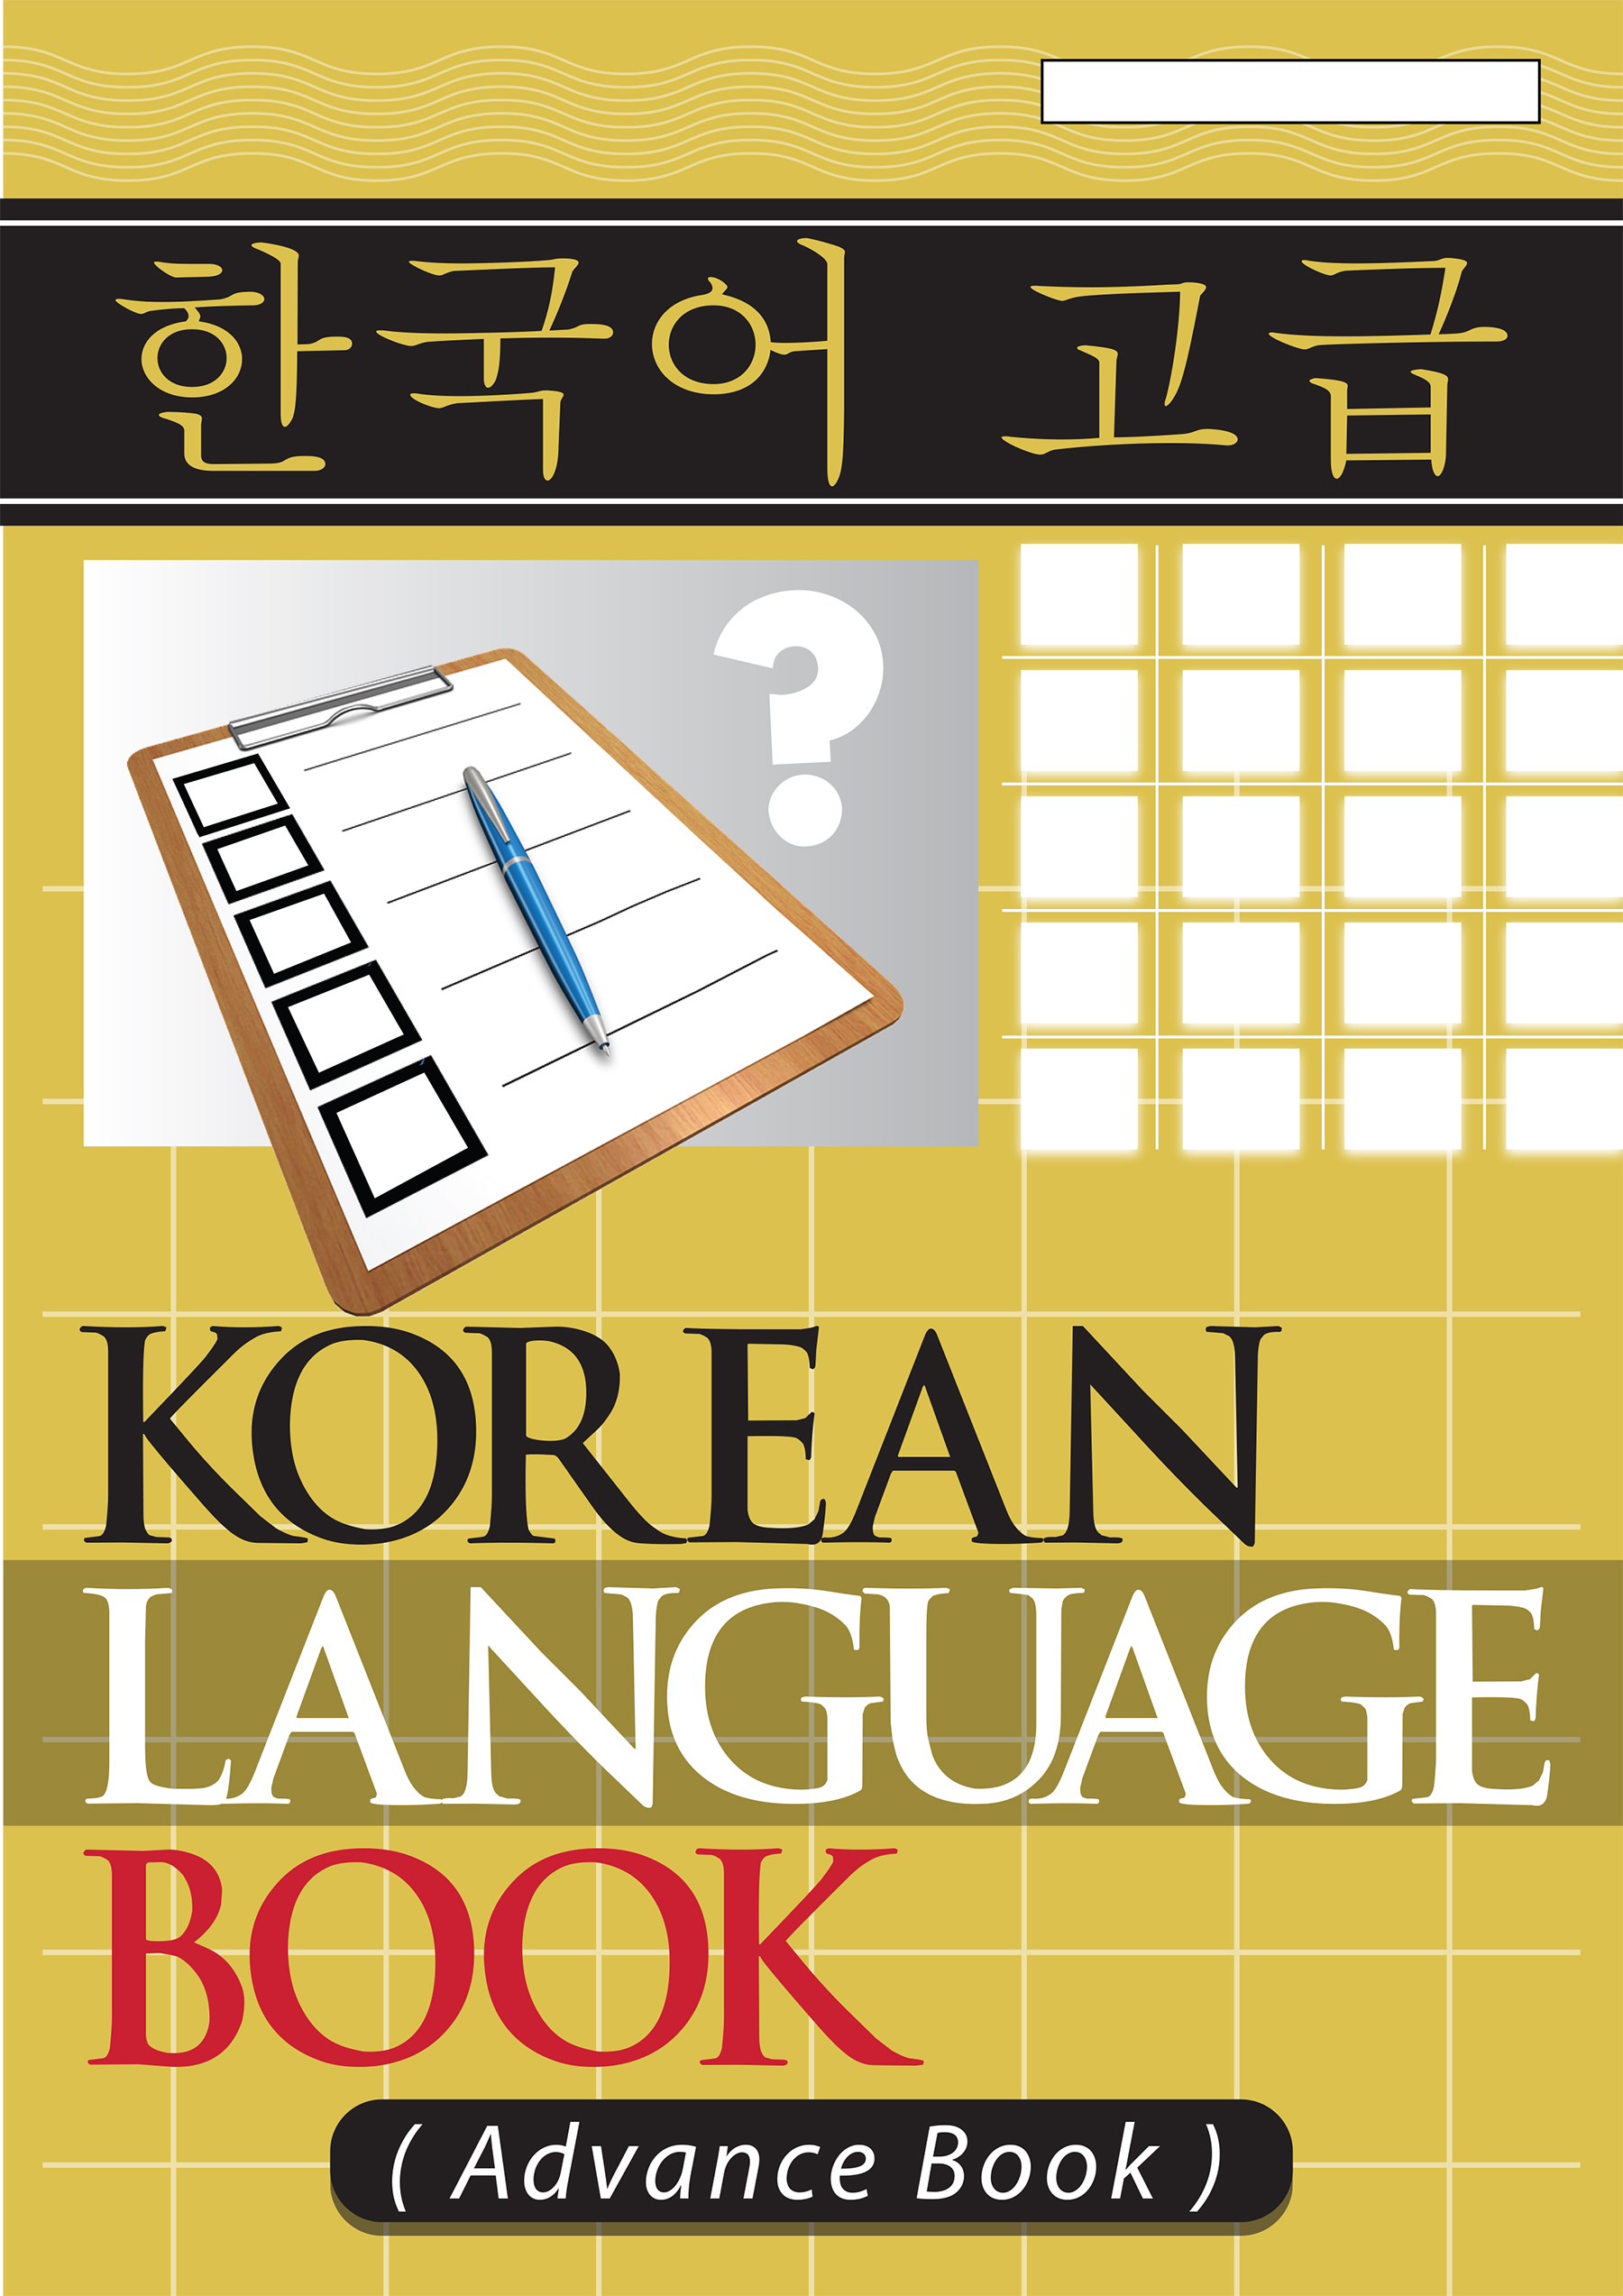 한국어 고급
?
KOREAN
LANGUAGE
BOOK
( Advance Book )